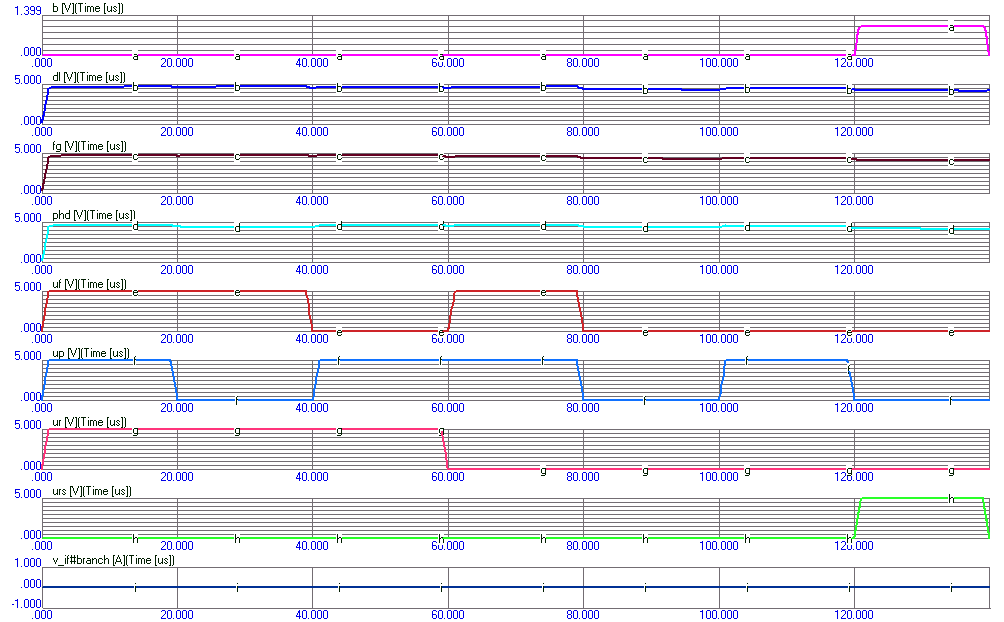 b [V](Time [us])
1.399
.000
a a a a a a a a a
.000 20.000 40.000 60.000 80.000 100.000 120.000
dl [V](Time [us])
5.000
.000
b b b b b b b b b
.000 20.000 40.000 60.000 80.000 100.000 120.000
fg [V](Time [us])
5.000
.000
c c c c c c c c c
.000 20.000 40.000 60.000 80.000 100.000 120.000
phd [V](Time [us])
5.000
.000
d d d d d d d d d
.000 20.000 40.000 60.000 80.000 100.000 120.000
uf [V](Time [us])
5.000
.000
e e e e e e e e e
.000 20.000 40.000 60.000 80.000 100.000 120.000
up [V](Time [us])
5.000
.000
f f f f f f f f f
.000 20.000 40.000 60.000 80.000 100.000 120.000
ur [V](Time [us])
5.000
.000
g g g g g g g g g
.000 20.000 40.000 60.000 80.000 100.000 120.000
urs [V](Time [us])
5.000
.000
h h h h h h h h h
.000 20.000 40.000 60.000 80.000 100.000 120.000
v_if#branch [A](Time [us])
1.000
.000
i i i i i i i i i
-1.000
.000 20.000 40.000 60.000 80.000 100.000 120.000